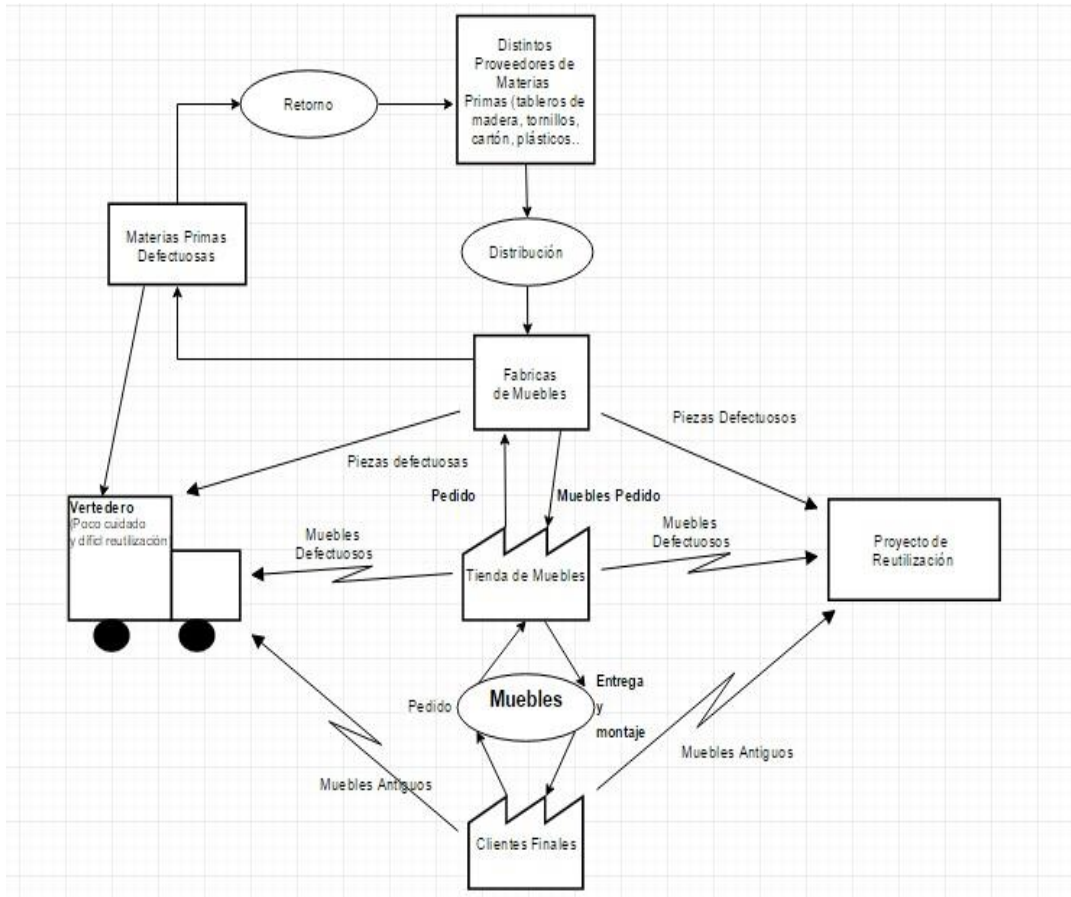 Distintos
Proveedores de
Materias
Primas (tableros de
madera, tornillos,
cartón, plásticos..
Retorno
Materias Primas
Defectuosas
Distribución
Fabricas
de Muebles
Piezas Defectuosos
Piezas defectuosas
Pedido
Muebles Pedido
Vertedero
(Poco cuidado
y difícil reutilización)
Muebles
Defectuosos
Muebles
Defectuosos
Tienda de Muebles
Proyecto de
Reutilización
Pedido
Muebles
Entrega
y
montaje
Muebles Antiguos
Muebles Antiguos
Clientes Finales